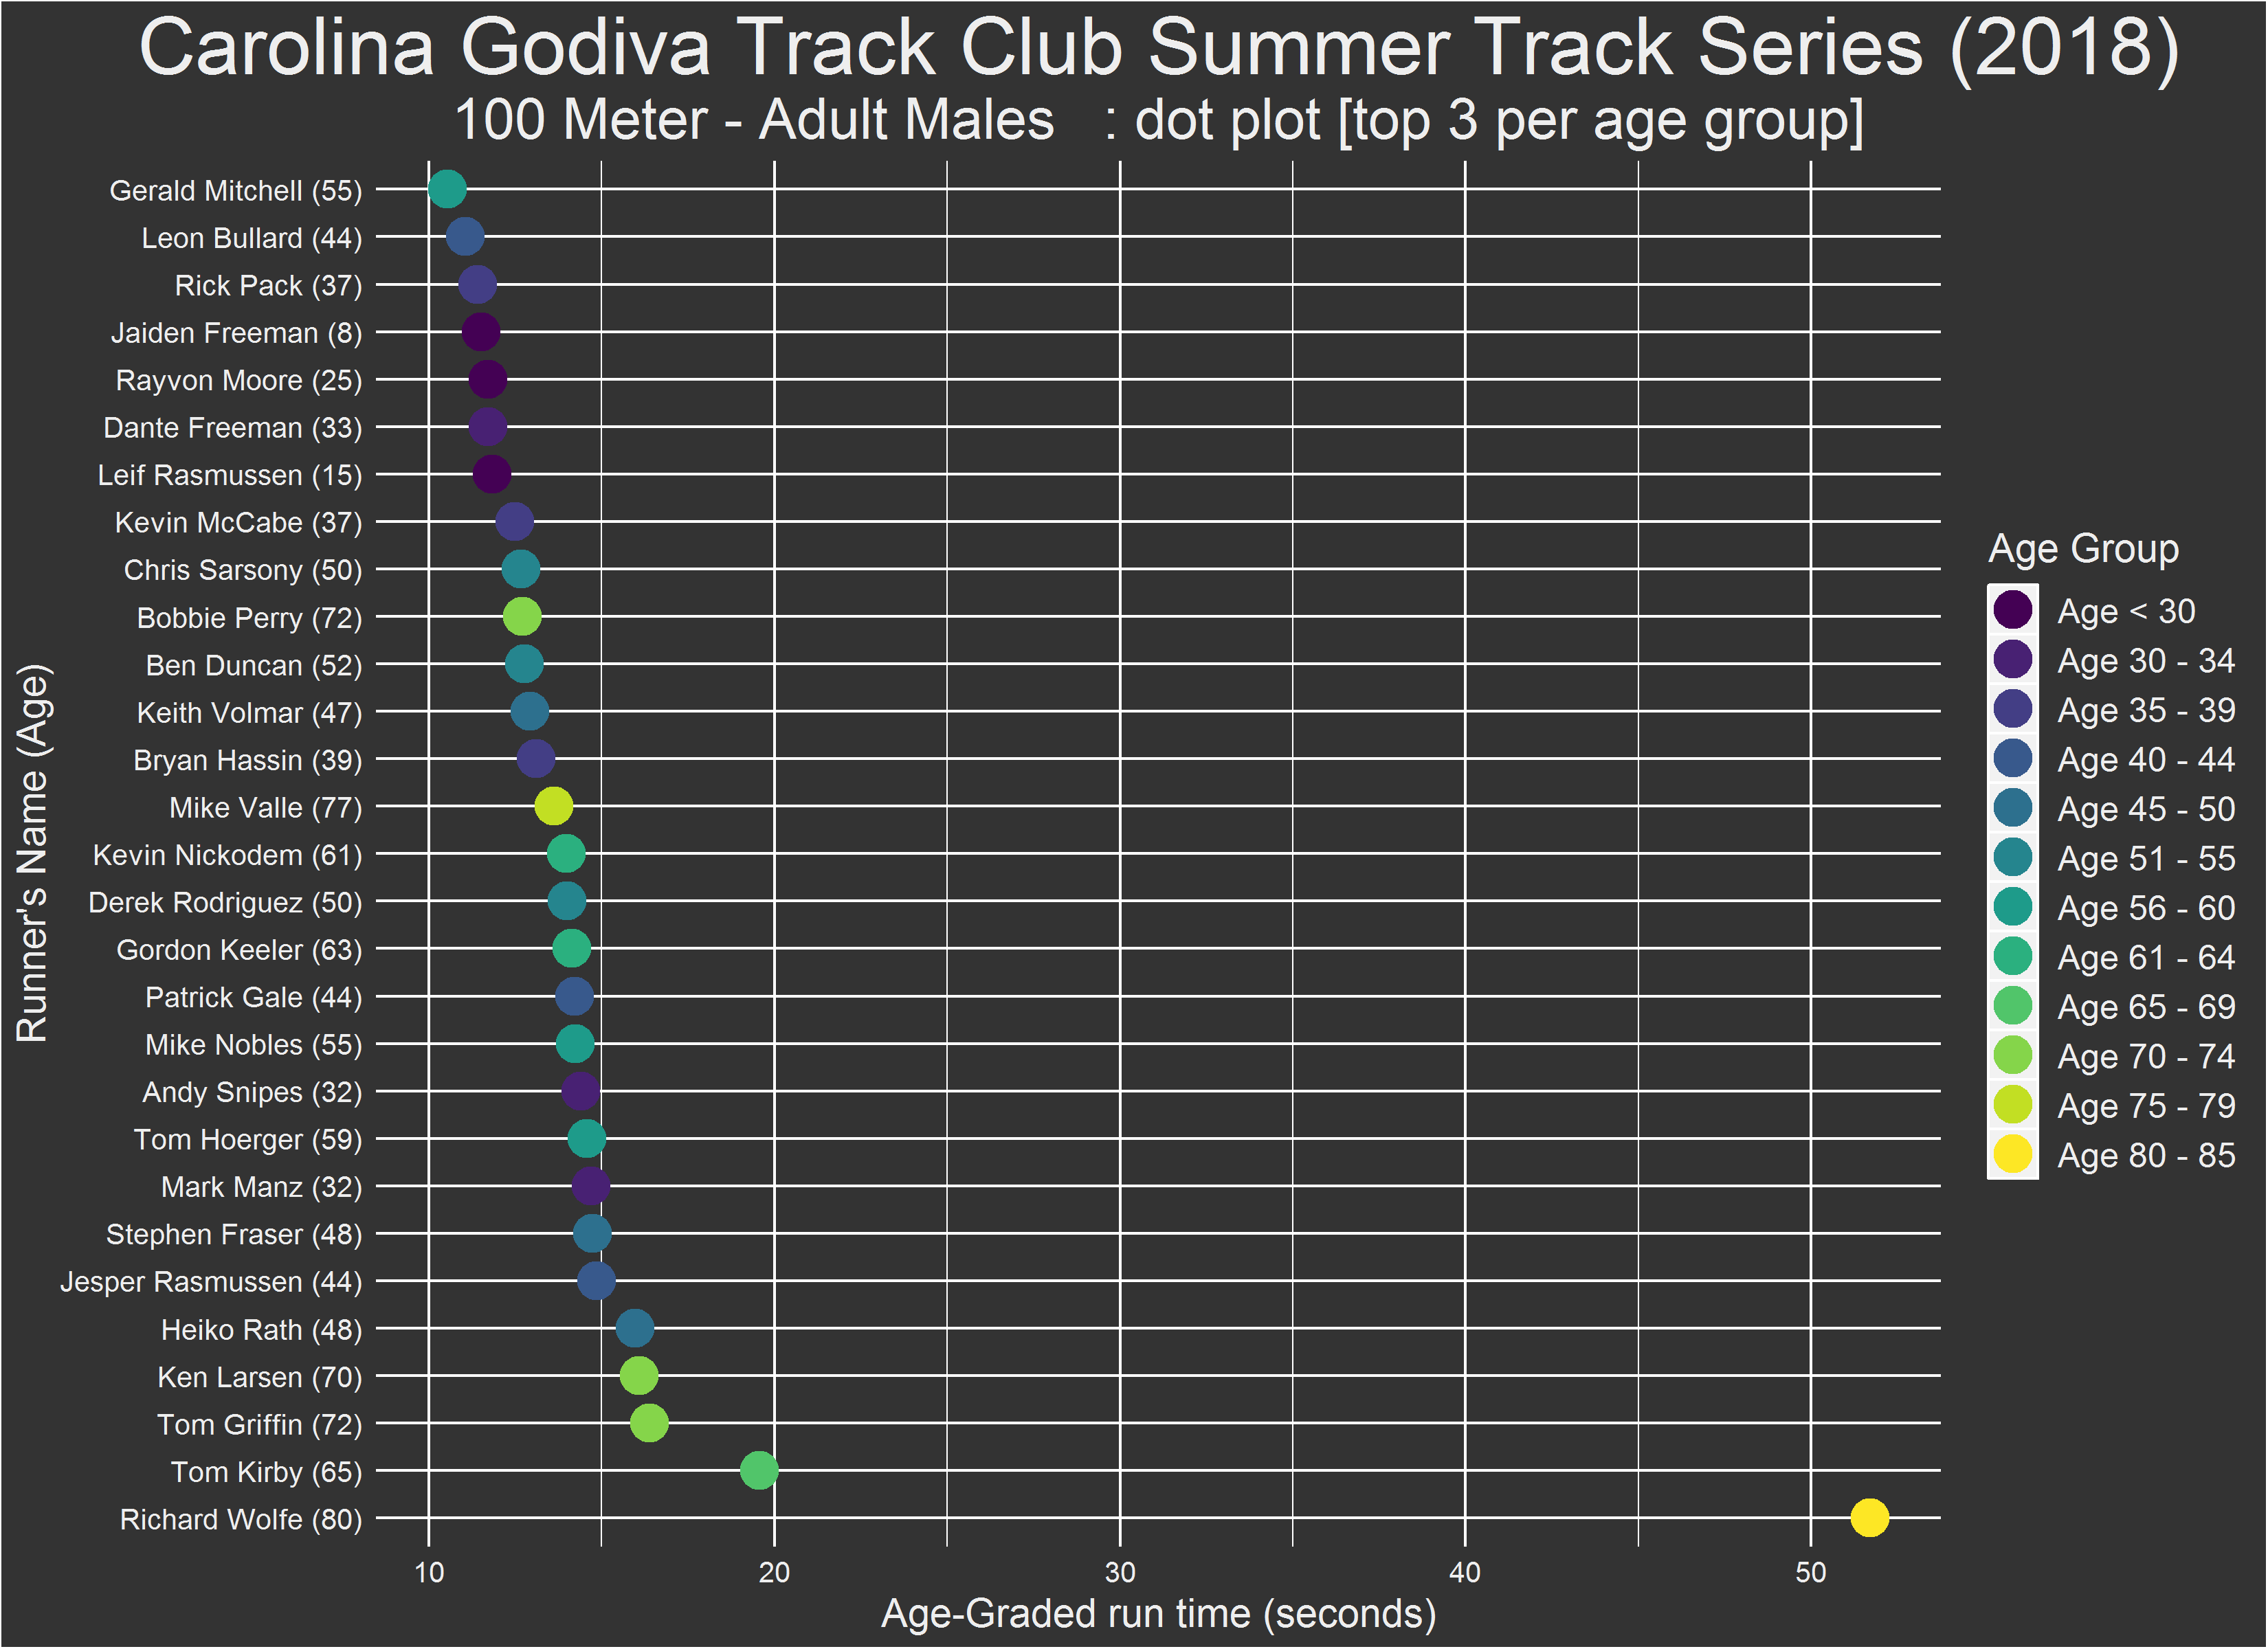 Carolina Godiva Track Club Summer Track Series (2018)
100 Meter - Adult Males : dot plot [top 3 per age group]
Runner's Name (Age)
Gerald Mitchell (55)
Leon Bullard (44)
Rick Pack (37)
Jaiden Freeman (8)
Rayvon Moore (25)
Dante Freeman (33)
Leif Rasmussen (15)
Kevin McCabe (37)
Chris Sarsony (50)
Bobbie Perry (72)
Ben Duncan (52)
Keith Volmar (47)
Bryan Hassin (39)
Mike Valle (77)
Kevin Nickodem (61)
Derek Rodriguez (50)
Gordon Keeler (63)
Patrick Gale (44)
Mike Nobles (55)
Andy Snipes (32)
Tom Hoerger (59)
Mark Manz (32)
Stephen Fraser (48)
Jesper Rasmussen (44)
Heiko Rath (48)
Ken Larsen (70)
Tom Griffin (72)
Tom Kirby (65)
Richard Wolfe (80)
10 20 30 40 50
Age-Graded run time (seconds)
Age Group
Age < 30
Age 30 - 34
Age 35 - 39
Age 40 - 44
Age 45 - 50
Age 51 - 55
Age 56 - 60
Age 61 - 64
Age 65 - 69
Age 70 - 74
Age 75 - 79
Age 80 - 85